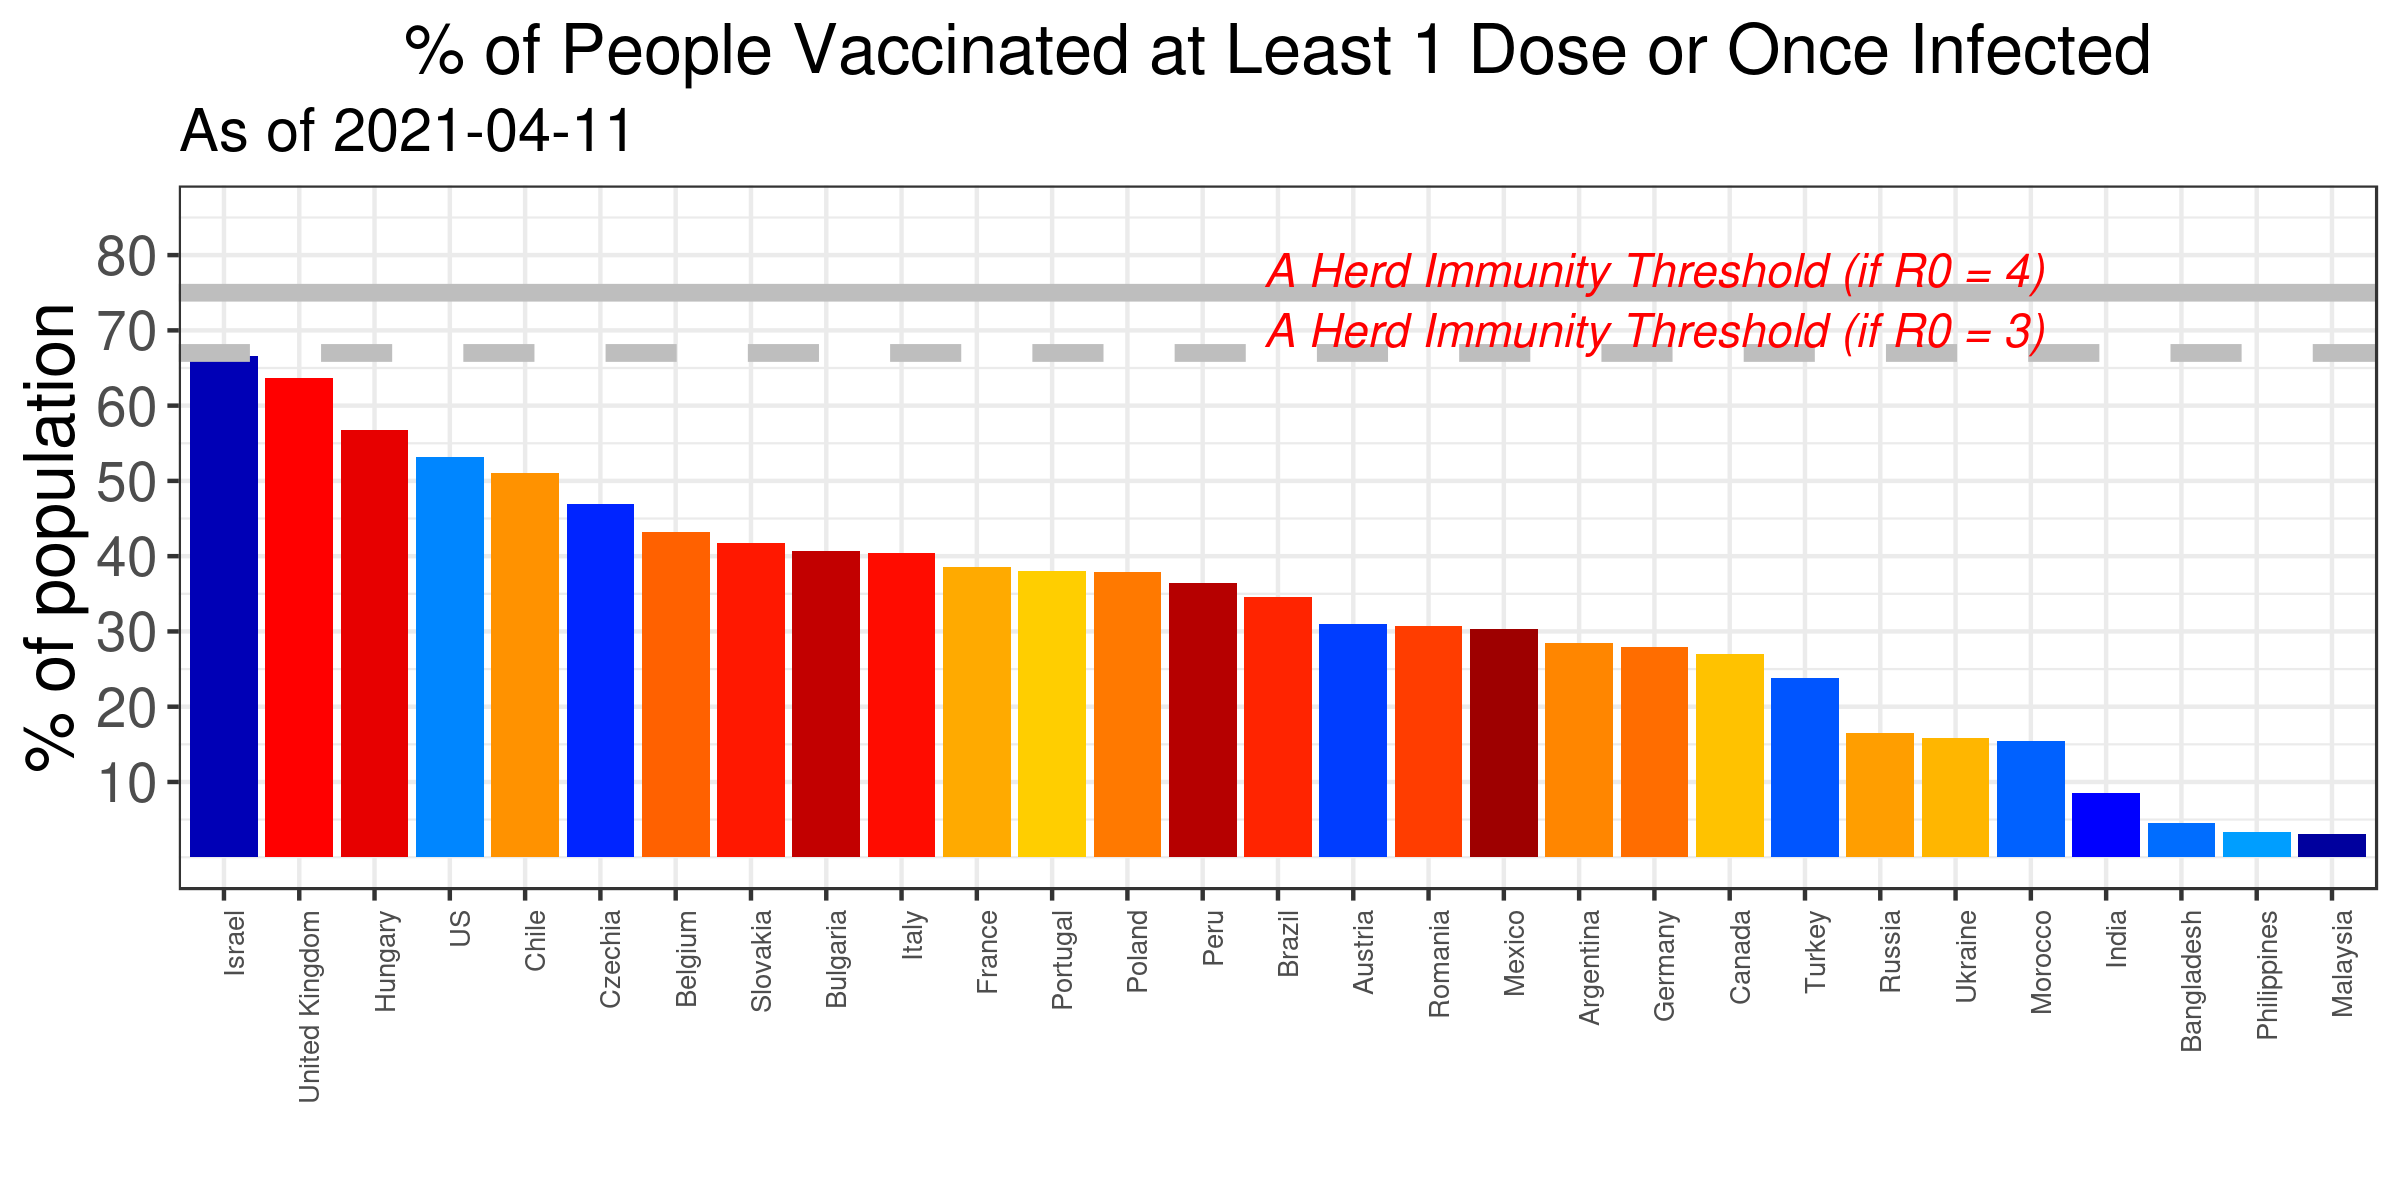 % of People Vaccinated at Least 1 Dose or Once Infected
As of 2021-04-11
% of population
80
70
60
50
40
30
20
10
A Herd Immunity Threshold (if R0 = 4)
A Herd Immunity Threshold (if R0 = 3)
Israel
United Kingdom
Hungary
US
Chile
Czechia
Belgium
Slovakia
Bulgaria
Italy
France
Portugal
Poland
Peru
Brazil
Austria
Romania
Mexico
Argentina
Germany
Canada
Turkey
Russia
Ukraine
Morocco
India
Bangladesh
Philippines
Malaysia